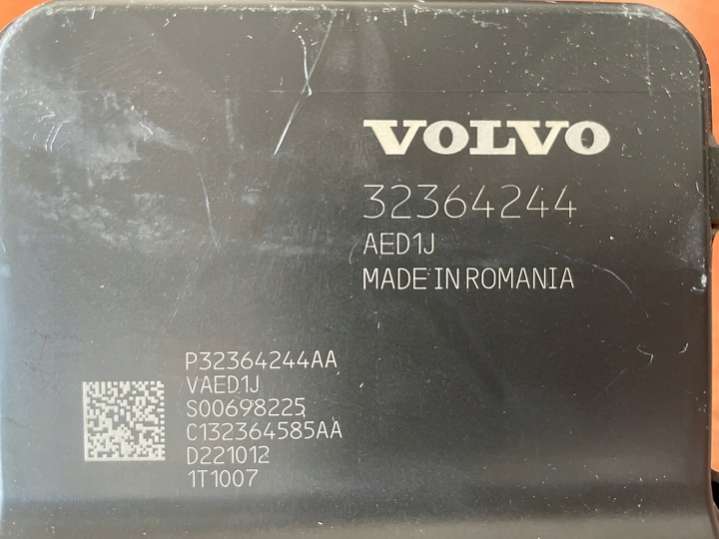 VOLVO
32364244
AED1J
MADE IN ROMANIA
P32364244AA
VAED1J
S00698225
C132364585AA
D221012
1T1007